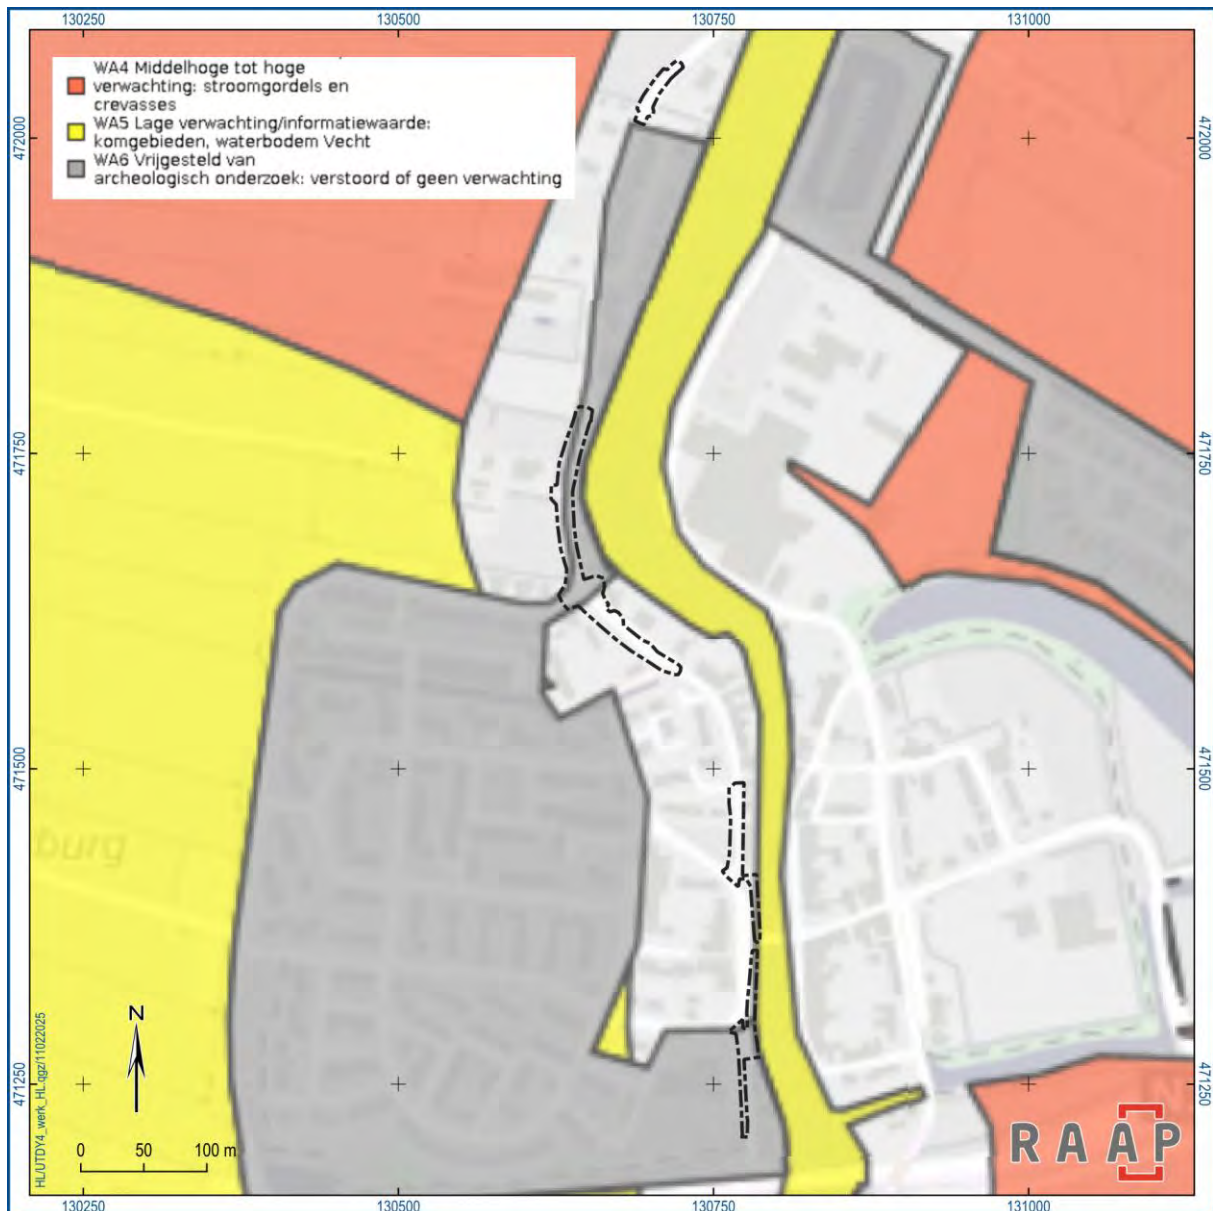 130250 130500 130750 131000
WA4 Middelhoge tot hoge
verwachting: stroomgordels en
crevasses
WA5 Lage verwachting/informatiewaarde:
komgebieden, waterbodem Vecht
WA6 Vrijgesteld van
archeologisch onderzoek: verstoord of geen verwachting
472000 472000
471750 471750
471500 471500
burg
471250 471250
N
HL/UTDY4_werk_HL.qgz/11022025
0 50 100 m
RAAP
130250 130500 130750 131000